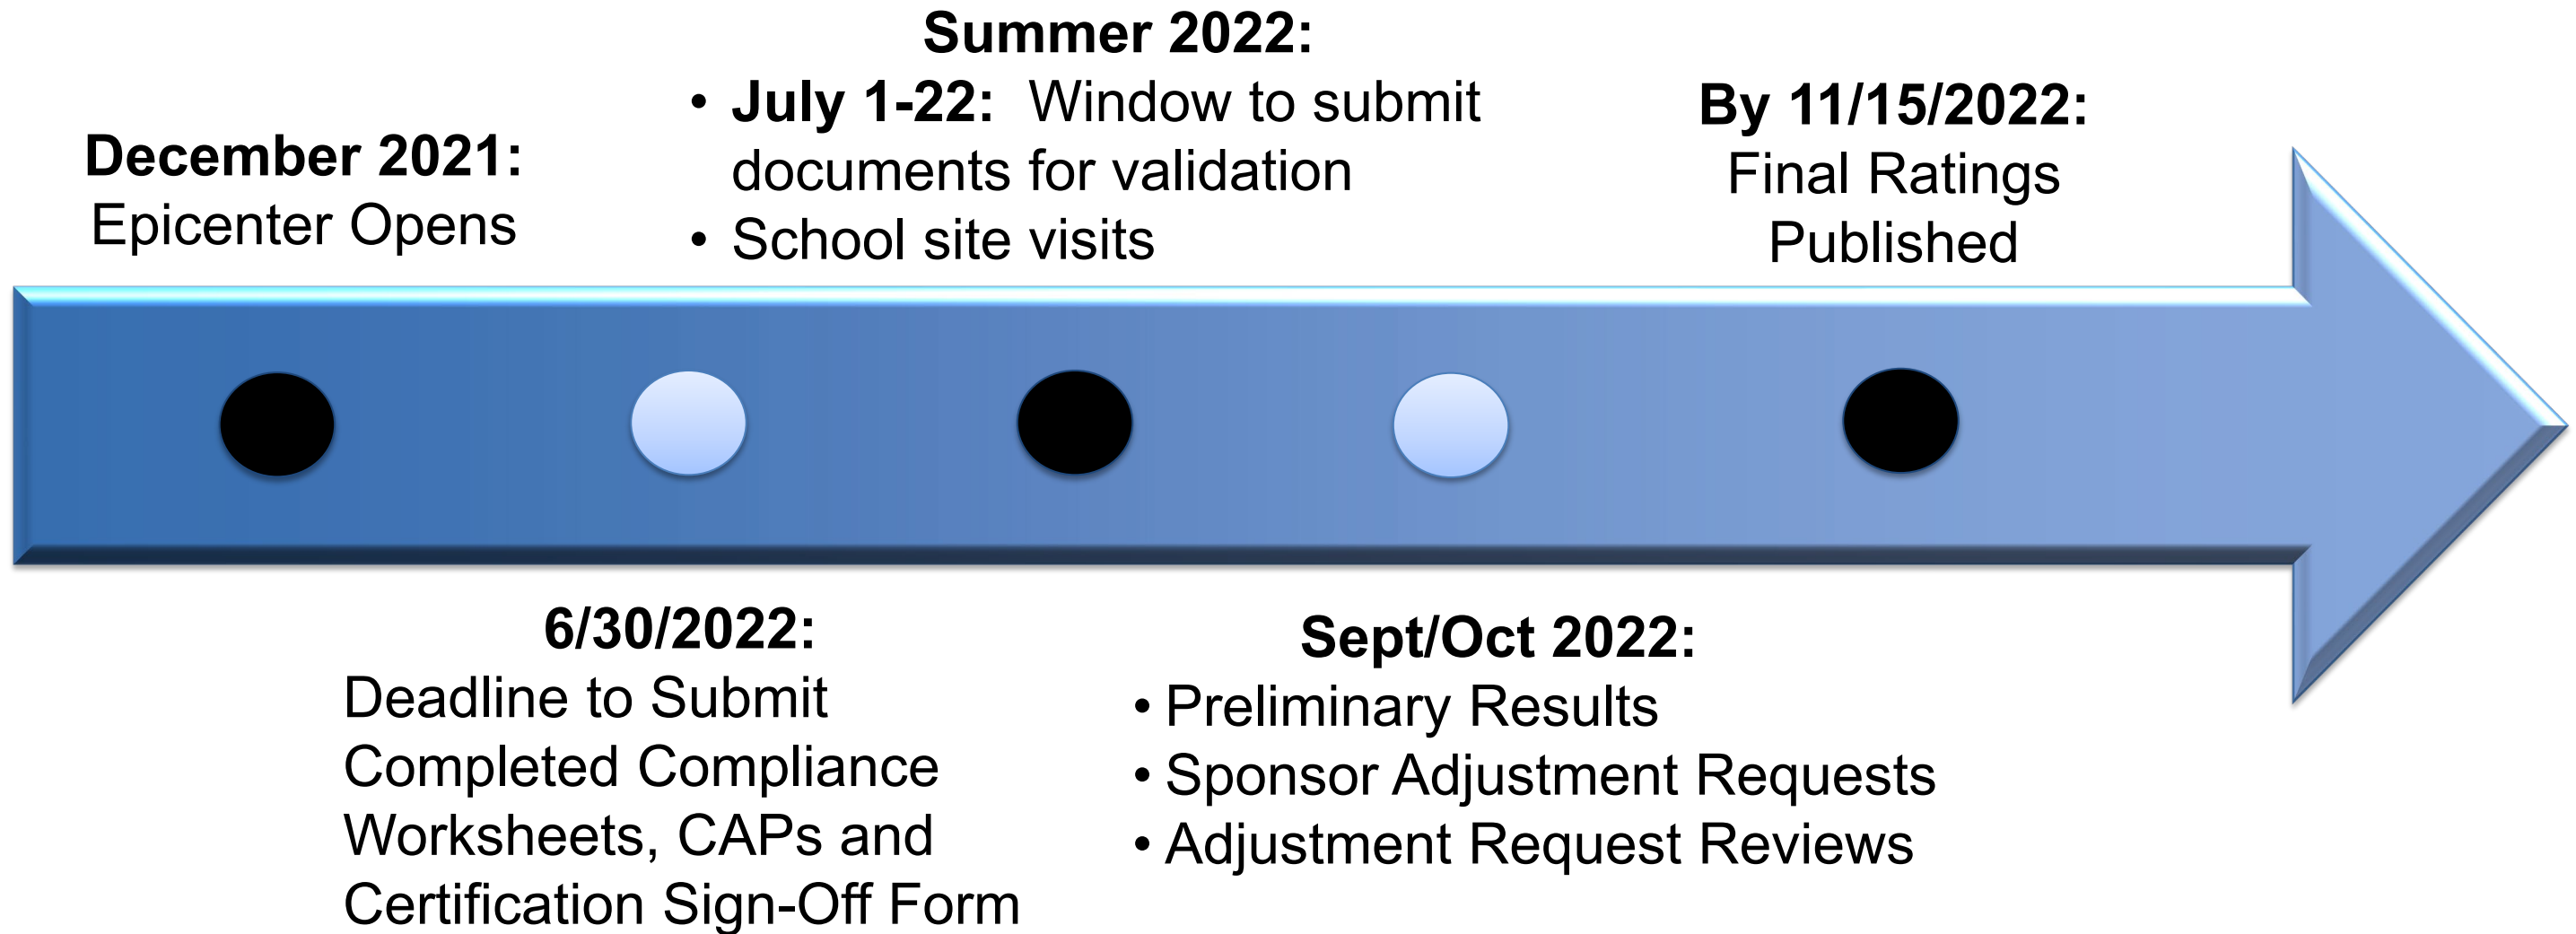 December 2021:
Epicenter Opens
6/30/2022:
Deadline to Submit
Completed Compliance
Worksheets, CAPs and
Certification Sign-Off Form
Summer 2022:
• July 1-22:  Window to submit
documents for validation
• School site visits
Sept/Oct 2022:
• Preliminary Results
• Sponsor Adjustment Requests
• Adjustment Request Reviews
By 11/15/2022:
Final Ratings
Published